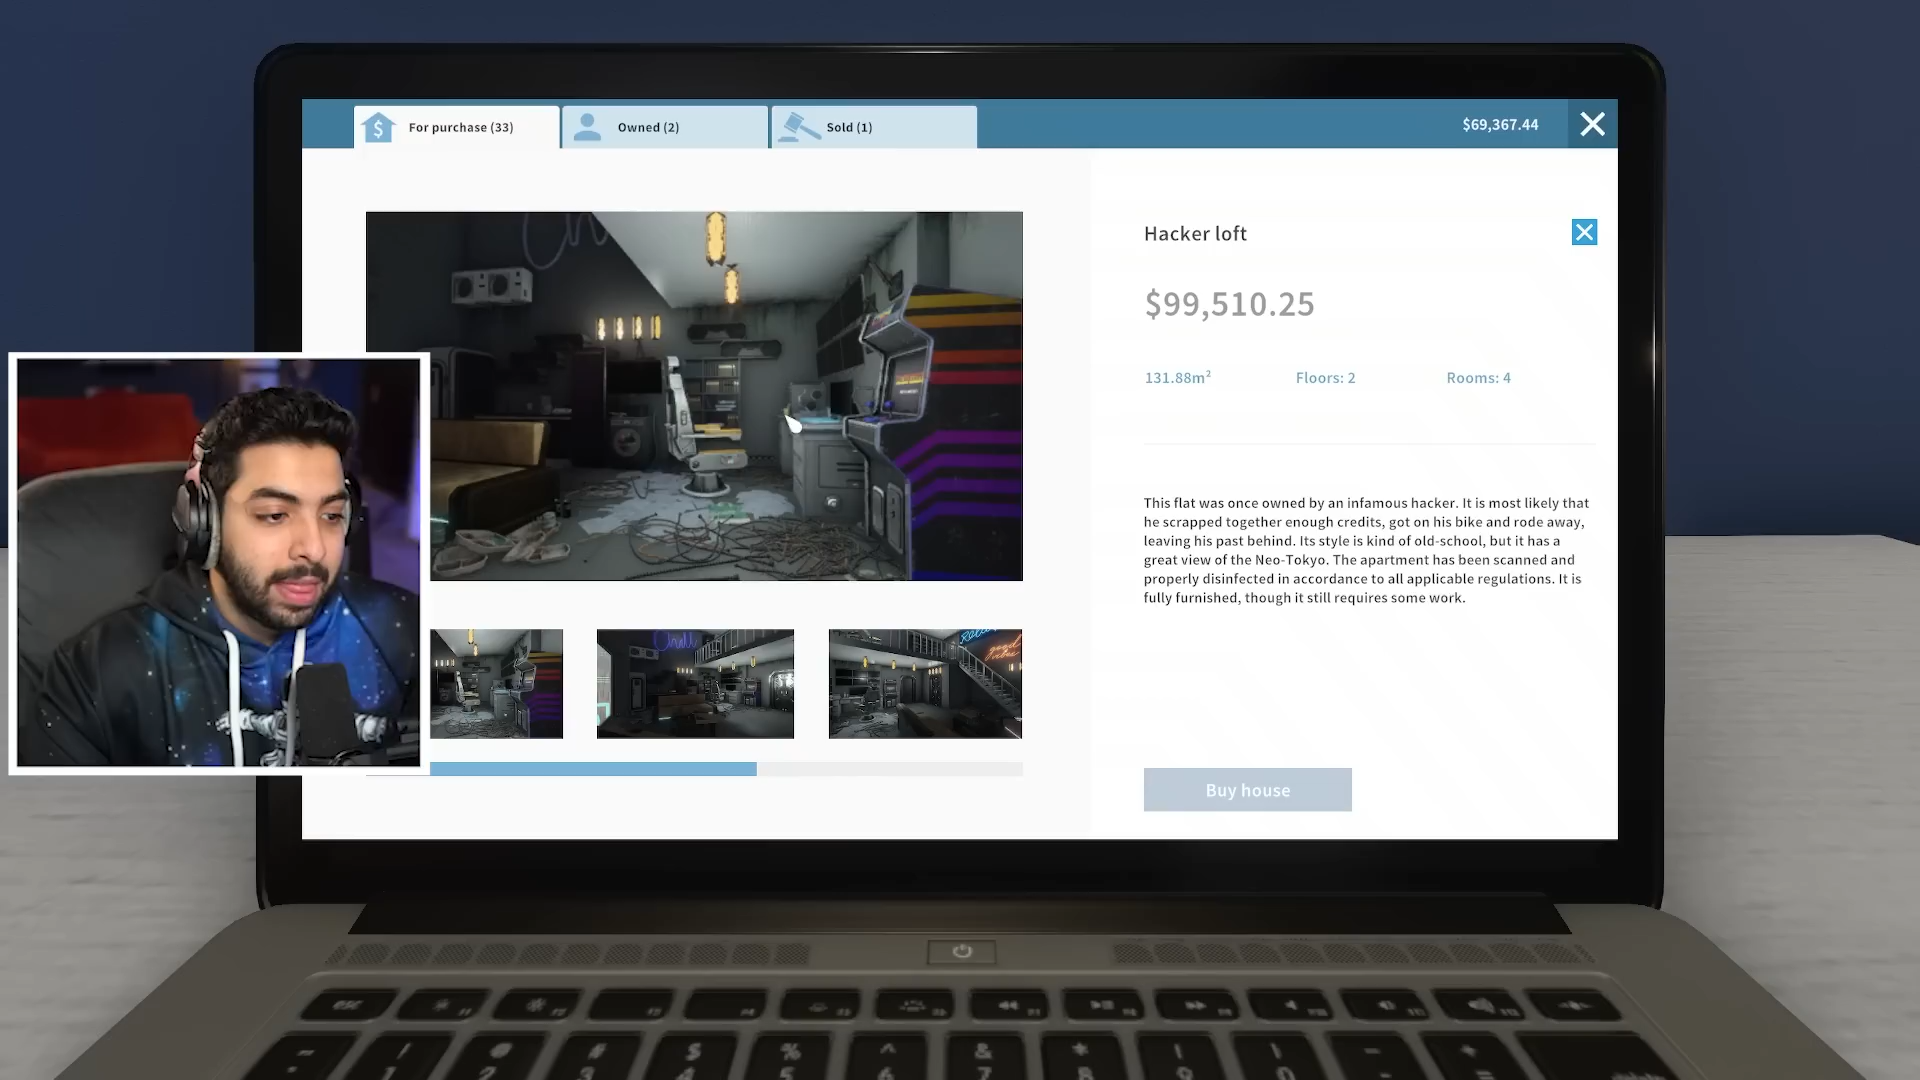 For purchase (33)
Owned (2)
Sold (1)
$69,367.44
Hacker loft
$99,510.25
131.88m²
Floors: 2
Rooms: 4
This flat was once owned by an infamous hacker. It is most likely that
he scrapped together enough credits, got on his bike and rode away,
leaving his past behind. Its style is kind of old-school, but it has a
great view of the Neo-Tokyo. The apartment has been scanned and
properly disinfected in accordance to all applicable regulations. It is
fully furnished, though it still requires some work.
Chill
good
vibes
Buy house
esc